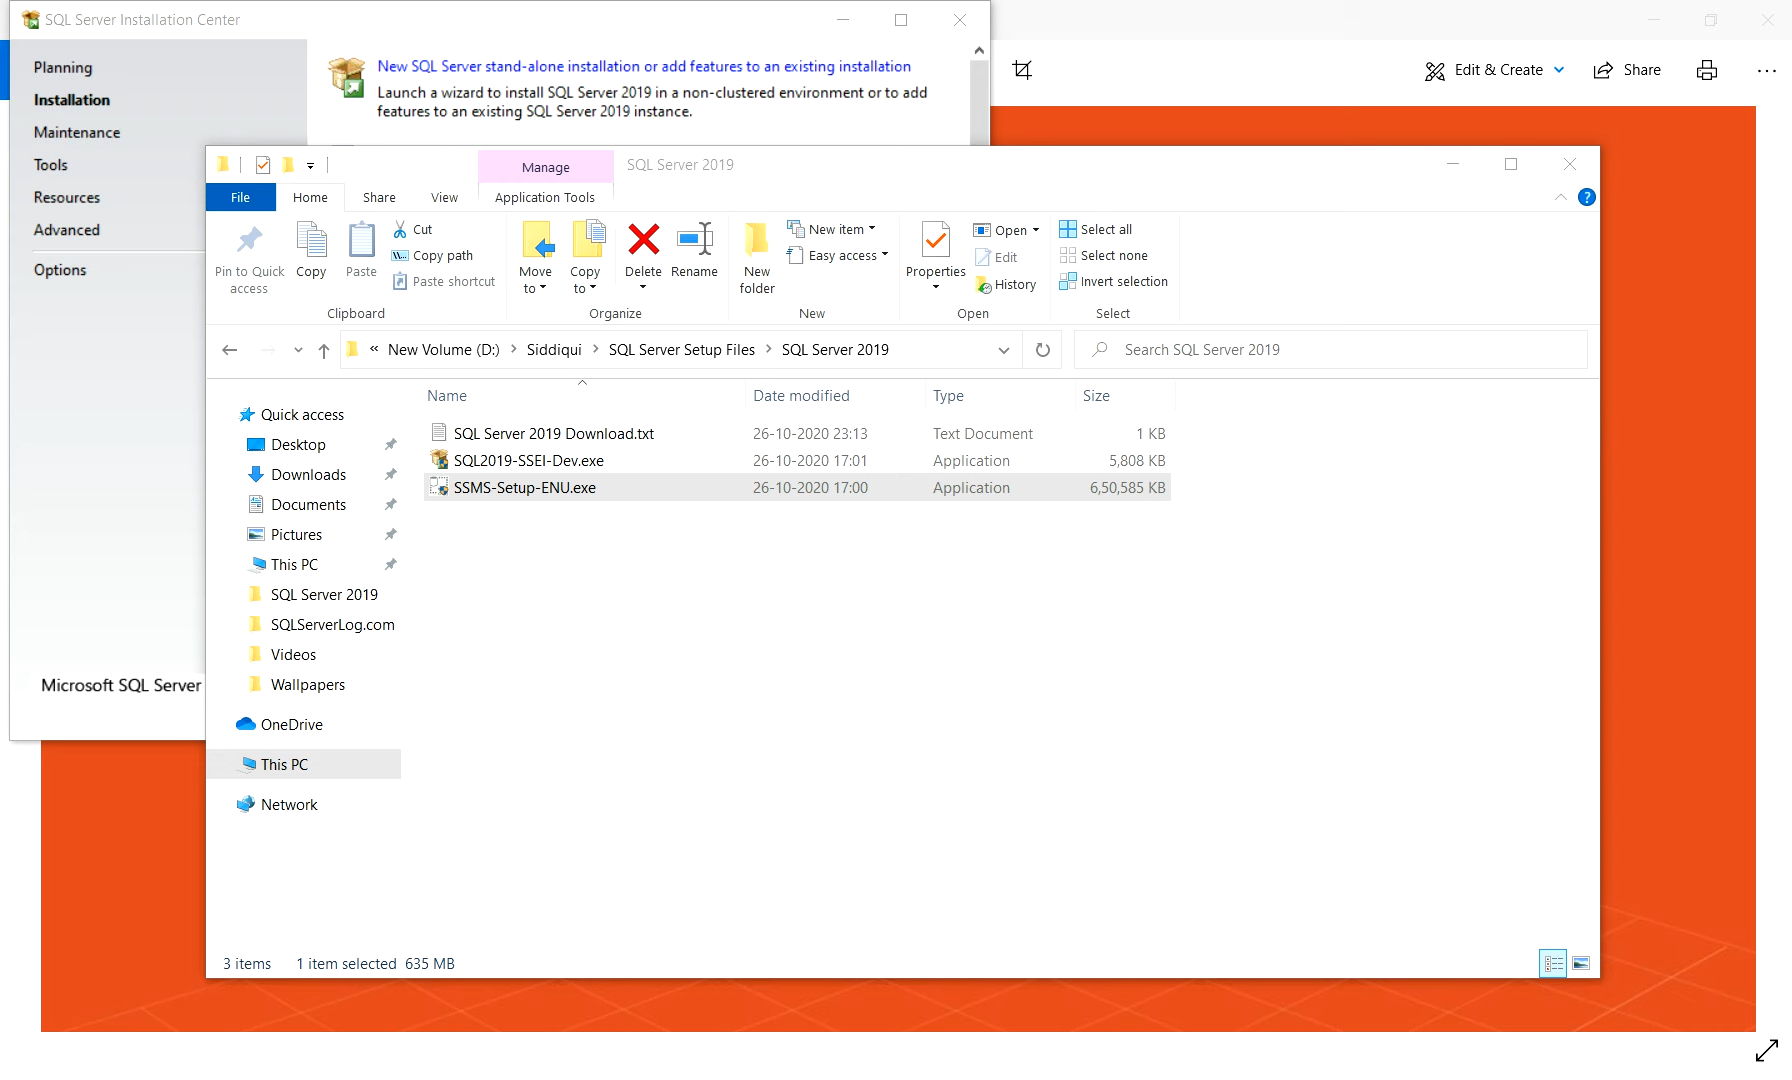 SQL Server Installation Center
Planning
Installation
Maintenance
Tools
Resources
Advanced
Options
Microsoft SQL Server
New SQL Server stand-alone installation or add features to an existing installation
Launch a wizard to install SQL Server 2019 in a non-clustered environment or to add
features to an existing SQL Server 2019 instance.
Edit & Create
Share
Manage
SQL Server 2019
File
Home
Share
View
Application Tools
Pin to Quick
access
Copy
Paste
Cut
Copy path
Paste shortcut
Clipboard
Move
to
Copy
to
Delete
Rename
Organize
New
folder
New item
Easy access
New
Properties
Open
Edit
History
Open
Select all
Select none
Invert selection
Select
« New Volume (D:) > Siddiqui > SQL Server Setup Files > SQL Server 2019
Search SQL Server 2019
Quick access
Desktop
Downloads
Documents
Pictures
This PC
SQL Server 2019
SQLServerLog.com
Videos
Wallpapers
OneDrive
This PC
Network
Name Date modified Type Size
SQL Server 2019 Download.txt 26-10-2020 23:13 Text Document 1 KB
SQL2019-SSEI-Dev.exe 26-10-2020 17:01 Application 5,808 KB
SSMS-Setup-ENU.exe 26-10-2020 17:00 Application 6,50,585 KB
3 items 1 item selected 635 MB